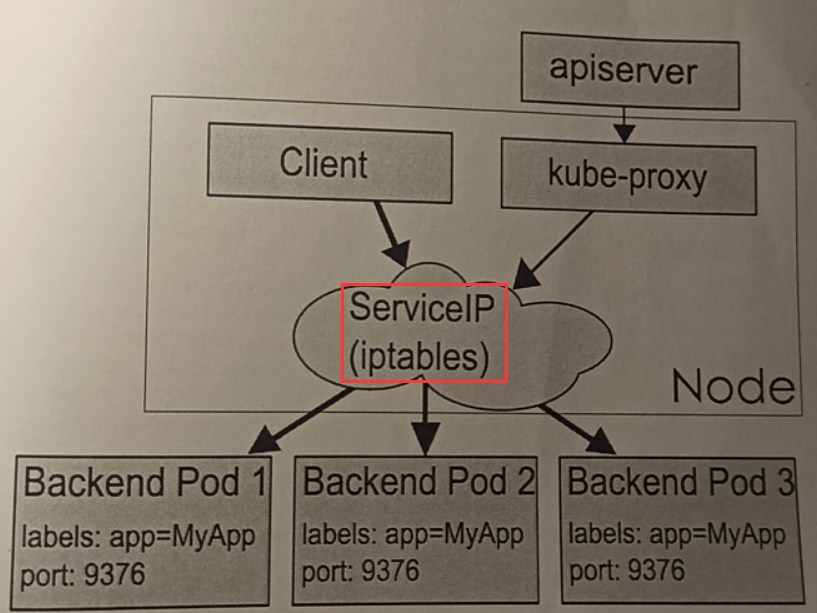 apiserver
Client
kube-proxy
ServiceIP
(iptables)
Node
Backend Pod 1
labels: app=MyApp
port: 9376
Backend Pod 2
labels: app=MyApp
port: 9376
Backend Pod 3
labels: app=MyApp
port: 9376